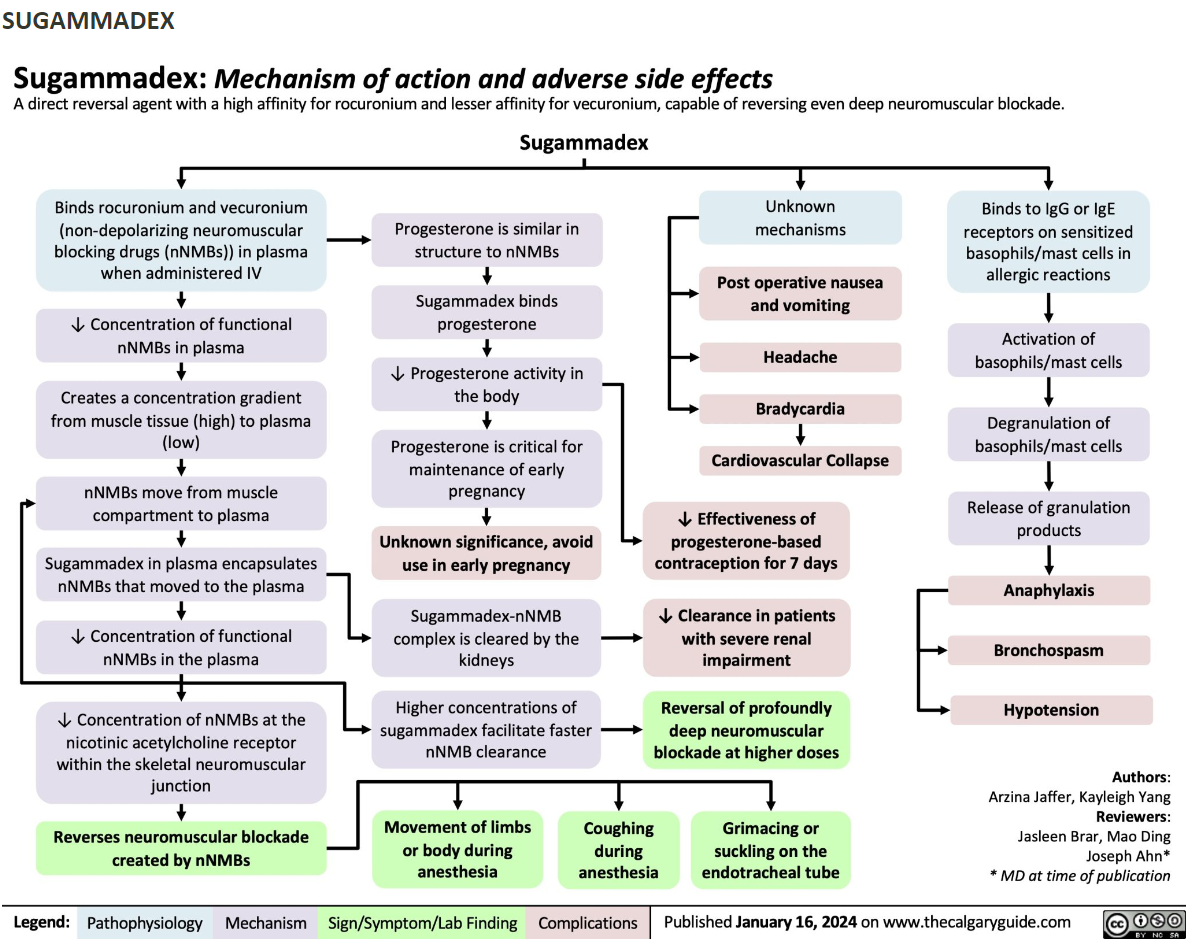 SUGAMMADEX
Sugammadex: Mechanism of action and adverse side effects
A direct reversal agent with a high affinity for rocuronium and lesser affinity for vecuronium, capable of reversing even deep neuromuscular blockade.
Sugammadex
Binds rocuronium and vecuronium
(non-depolarizing neuromuscular
blocking drugs (nNMBs)) in plasma
when administered IV
↓ Concentration of functional
nNMBs in plasma
Creates a concentration gradient
from muscle tissue (high) to plasma
(low)
nNMBs move from muscle
compartment to plasma
Sugammadex in plasma encapsulates
nNMBs that moved to the plasma
↓ Concentration of functional
nNMBs in the plasma
↓ Concentration of nNMBs at the
nicotinic acetylcholine receptor
within the skeletal neuromuscular
junction
Reverses neuromuscular blockade
created by nNMBs
Progesterone is similar in
structure to nNMBs
Sugammadex binds
progesterone
↓ Progesterone activity in
the body
Progesterone is critical for
maintenance of early
pregnancy
Unknown significance, avoid
use in early pregnancy
Sugammadex-nNMB
complex is cleared by the
kidneys
Higher concentrations of
sugammadex facilitate faster
nNMB clearance
Movement of limbs
or body during
anesthesia
Coughing
during
anesthesia
Grimacing or
suckling on the
endotracheal tube
Unknown
mechanisms
Post operative nausea
and vomiting
Headache
Bradycardia
Cardiovascular Collapse
↓ Effectiveness of
progesterone-based
contraception for 7 days
↓ Clearance in patients
with severe renal
impairment
Reversal of profoundly
deep neuromuscular
blockade at higher doses
Binds to IgG or IgE
receptors on sensitized
basophils/mast cells in
allergic reactions
Activation of
basophils/mast cells
Degranulation of
basophils/mast cells
Release of granulation
products
Anaphylaxis
Bronchospasm
Hypotension
Authors:
Arzina Jaffer, Kayleigh Yang
Reviewers:
Jasleen Brar, Mao Ding
Joseph Ahn*
* MD at time of publication
Legend: Pathophysiology Mechanism Sign/Symptom/Lab Finding Complications Published January 16, 2024 on www.thecalgaryguide.com
cc BY NC SA